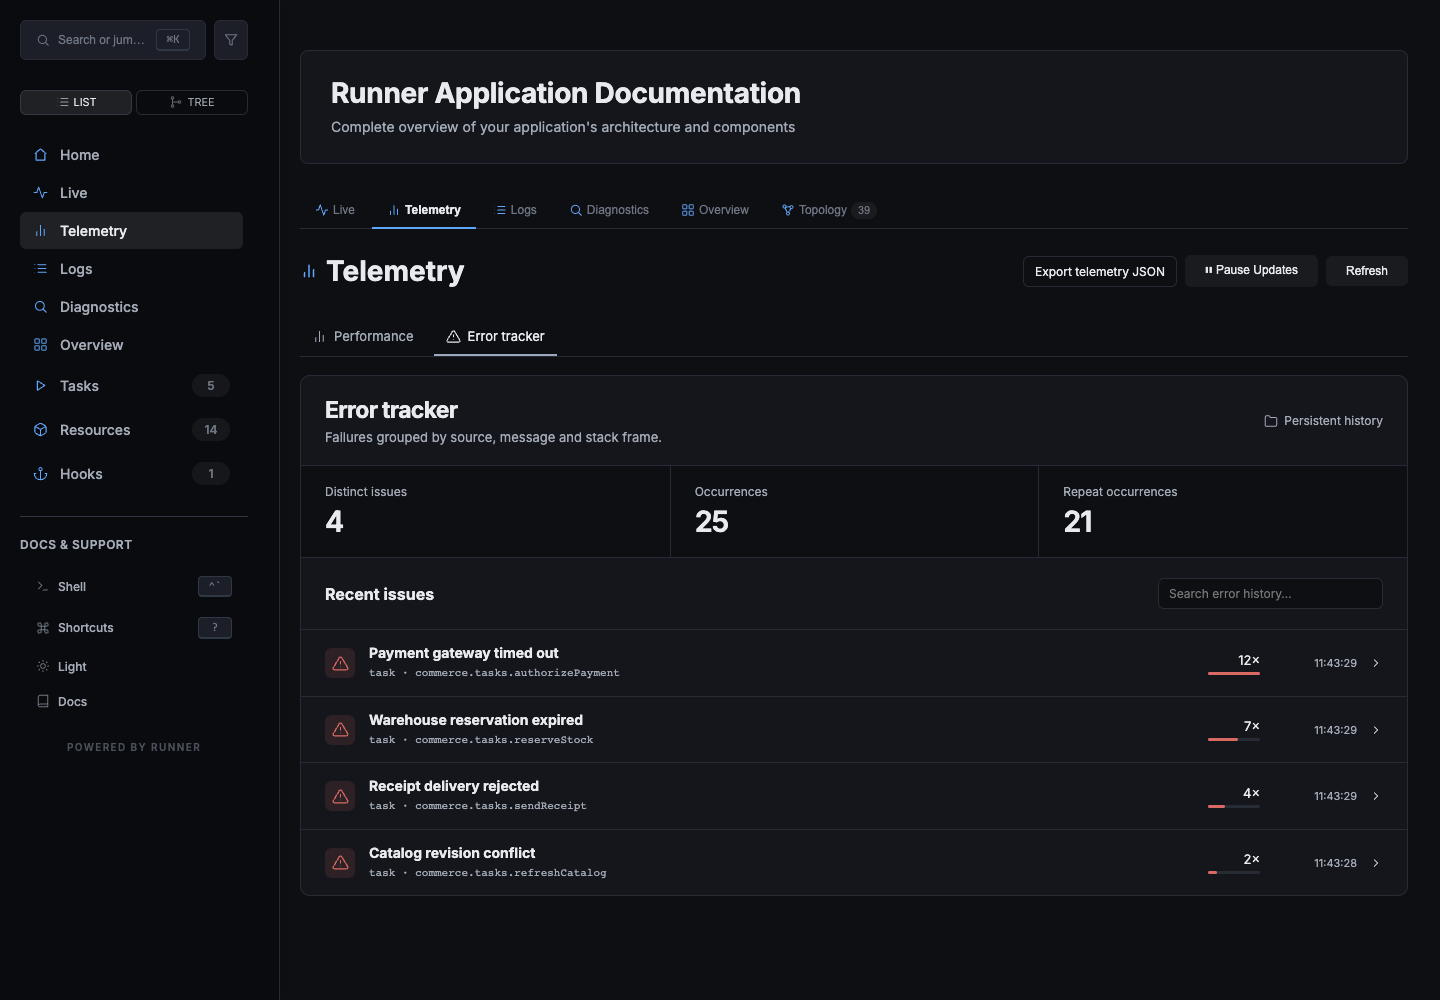 Search or jum... ⌘K
LIST
TREE
Home
Live
Telemetry
Logs
Diagnostics
Overview
Tasks 5
Resources 14
Hooks 1
DOCS & SUPPORT
Shell ^`
Shortcuts ?
Light
Docs
POWERED BY RUNNER
Runner Application Documentation
Complete overview of your application's architecture and components
Live
Telemetry
Logs
Diagnostics
Overview
Topology 39
Telemetry
Export telemetry JSON
Pause Updates
Refresh
Performance
Error tracker
Error tracker
Failures grouped by source, message and stack frame.
Persistent history
Distinct issues
4
Occurrences
25
Repeat occurrences
21
Recent issues
Search error history...
Payment gateway timed out
task • commerce.tasks.authorizePayment
12×
11:43:29
Warehouse reservation expired
task • commerce.tasks.reserveStock
7×
11:43:29
Receipt delivery rejected
task • commerce.tasks.sendReceipt
4×
11:43:29
Catalog revision conflict
task • commerce.tasks.refreshCatalog
2×
11:43:28